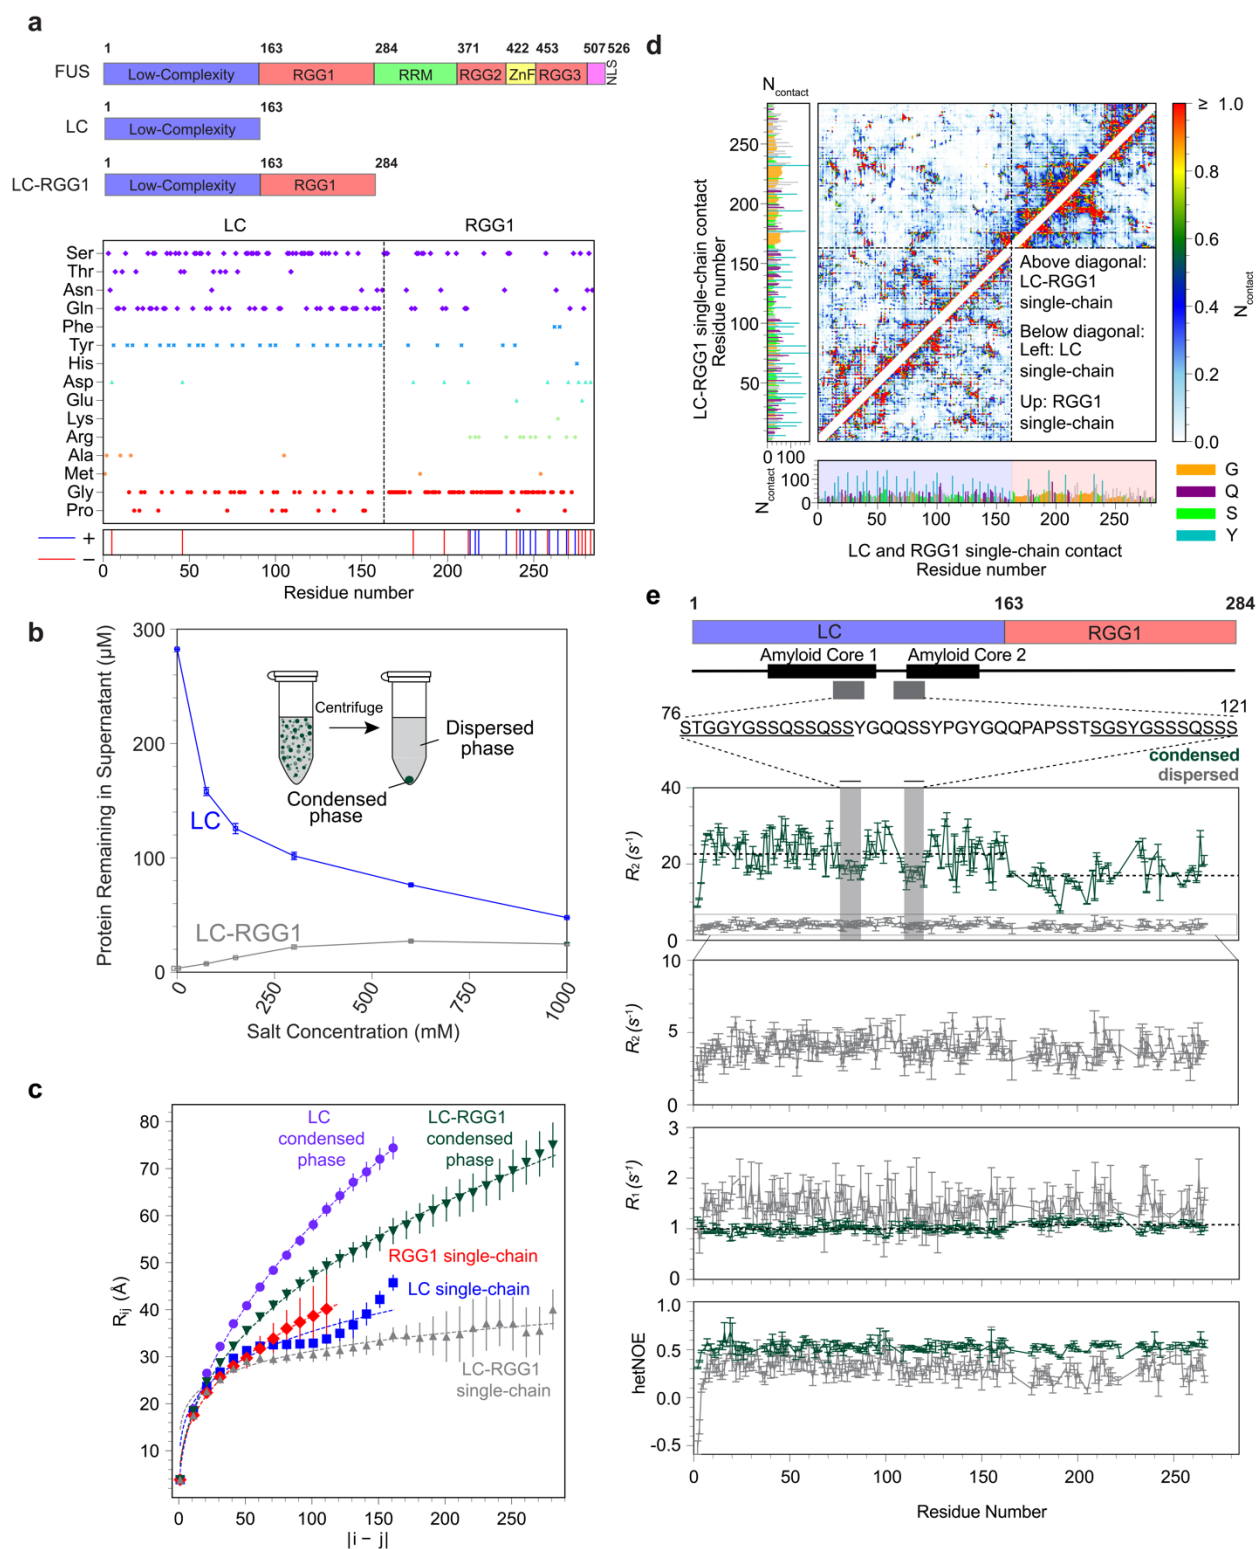 a
1 163 284 371 422 453 507 526
FUS Low-Complexity RGG1 RRM RGG2 ZnF RGG3 NLS
1 163
LC Low-Complexity
1 163 284
LC-RGG1 Low-Complexity RGG1
LC RGG1
Ser
Thr
Asn
Gln
Phe
Tyr
His
Asp
Glu
Lys
Arg
Ala
Met
Gly
Pro
+
−
0 50 100 150 200 250
Residue number
b
Protein Remaining in Supernatant (µM)
300
200
100
0
Centrifuge
Dispersed
phase
Condensed
phase
LC
LC-RGG1
0 250 500 750 1000
Salt Concentration (mM)
c
Rij (Å)
80
70
60
50
40
30
20
10
LC
condensed
phase
LC-RGG1
condensed
phase
RGG1 single-chain
LC single-chain
LC-RGG1
single-chain
0 50 100 150 200 250
|i − j|
d
Ncontact
LC-RGG1 single-chain contact
Residue number
250
200
150
100
50
0 100
Above diagonal:
LC-RGG1
single-chain
Below diagonal:
Left: LC
single-chain
Up: RGG1
single-chain
≥ 1.0
0.8
0.6
0.4
0.2
0.0
Ncontact
Ncontact
100
0
0 50 100 150 200 250
LC and RGG1 single-chain contact
Residue number
G
Q
S
Y
e
1 163 284
LC RGG1
Amyloid Core 1 Amyloid Core 2
76 121
STGGYGSSQSSQSSYGQQSSYPGYGQQPAPSSTSGSYGSSSQSSS
condensed
dispersed
R2 (s-1)
40
20
0
R2 (s-1)
10
5
0
R1 (s-1)
2
1
0
hetNOE
1.0
0.5
0.0
-0.5
0 50 100 150 200 250
Residue Number